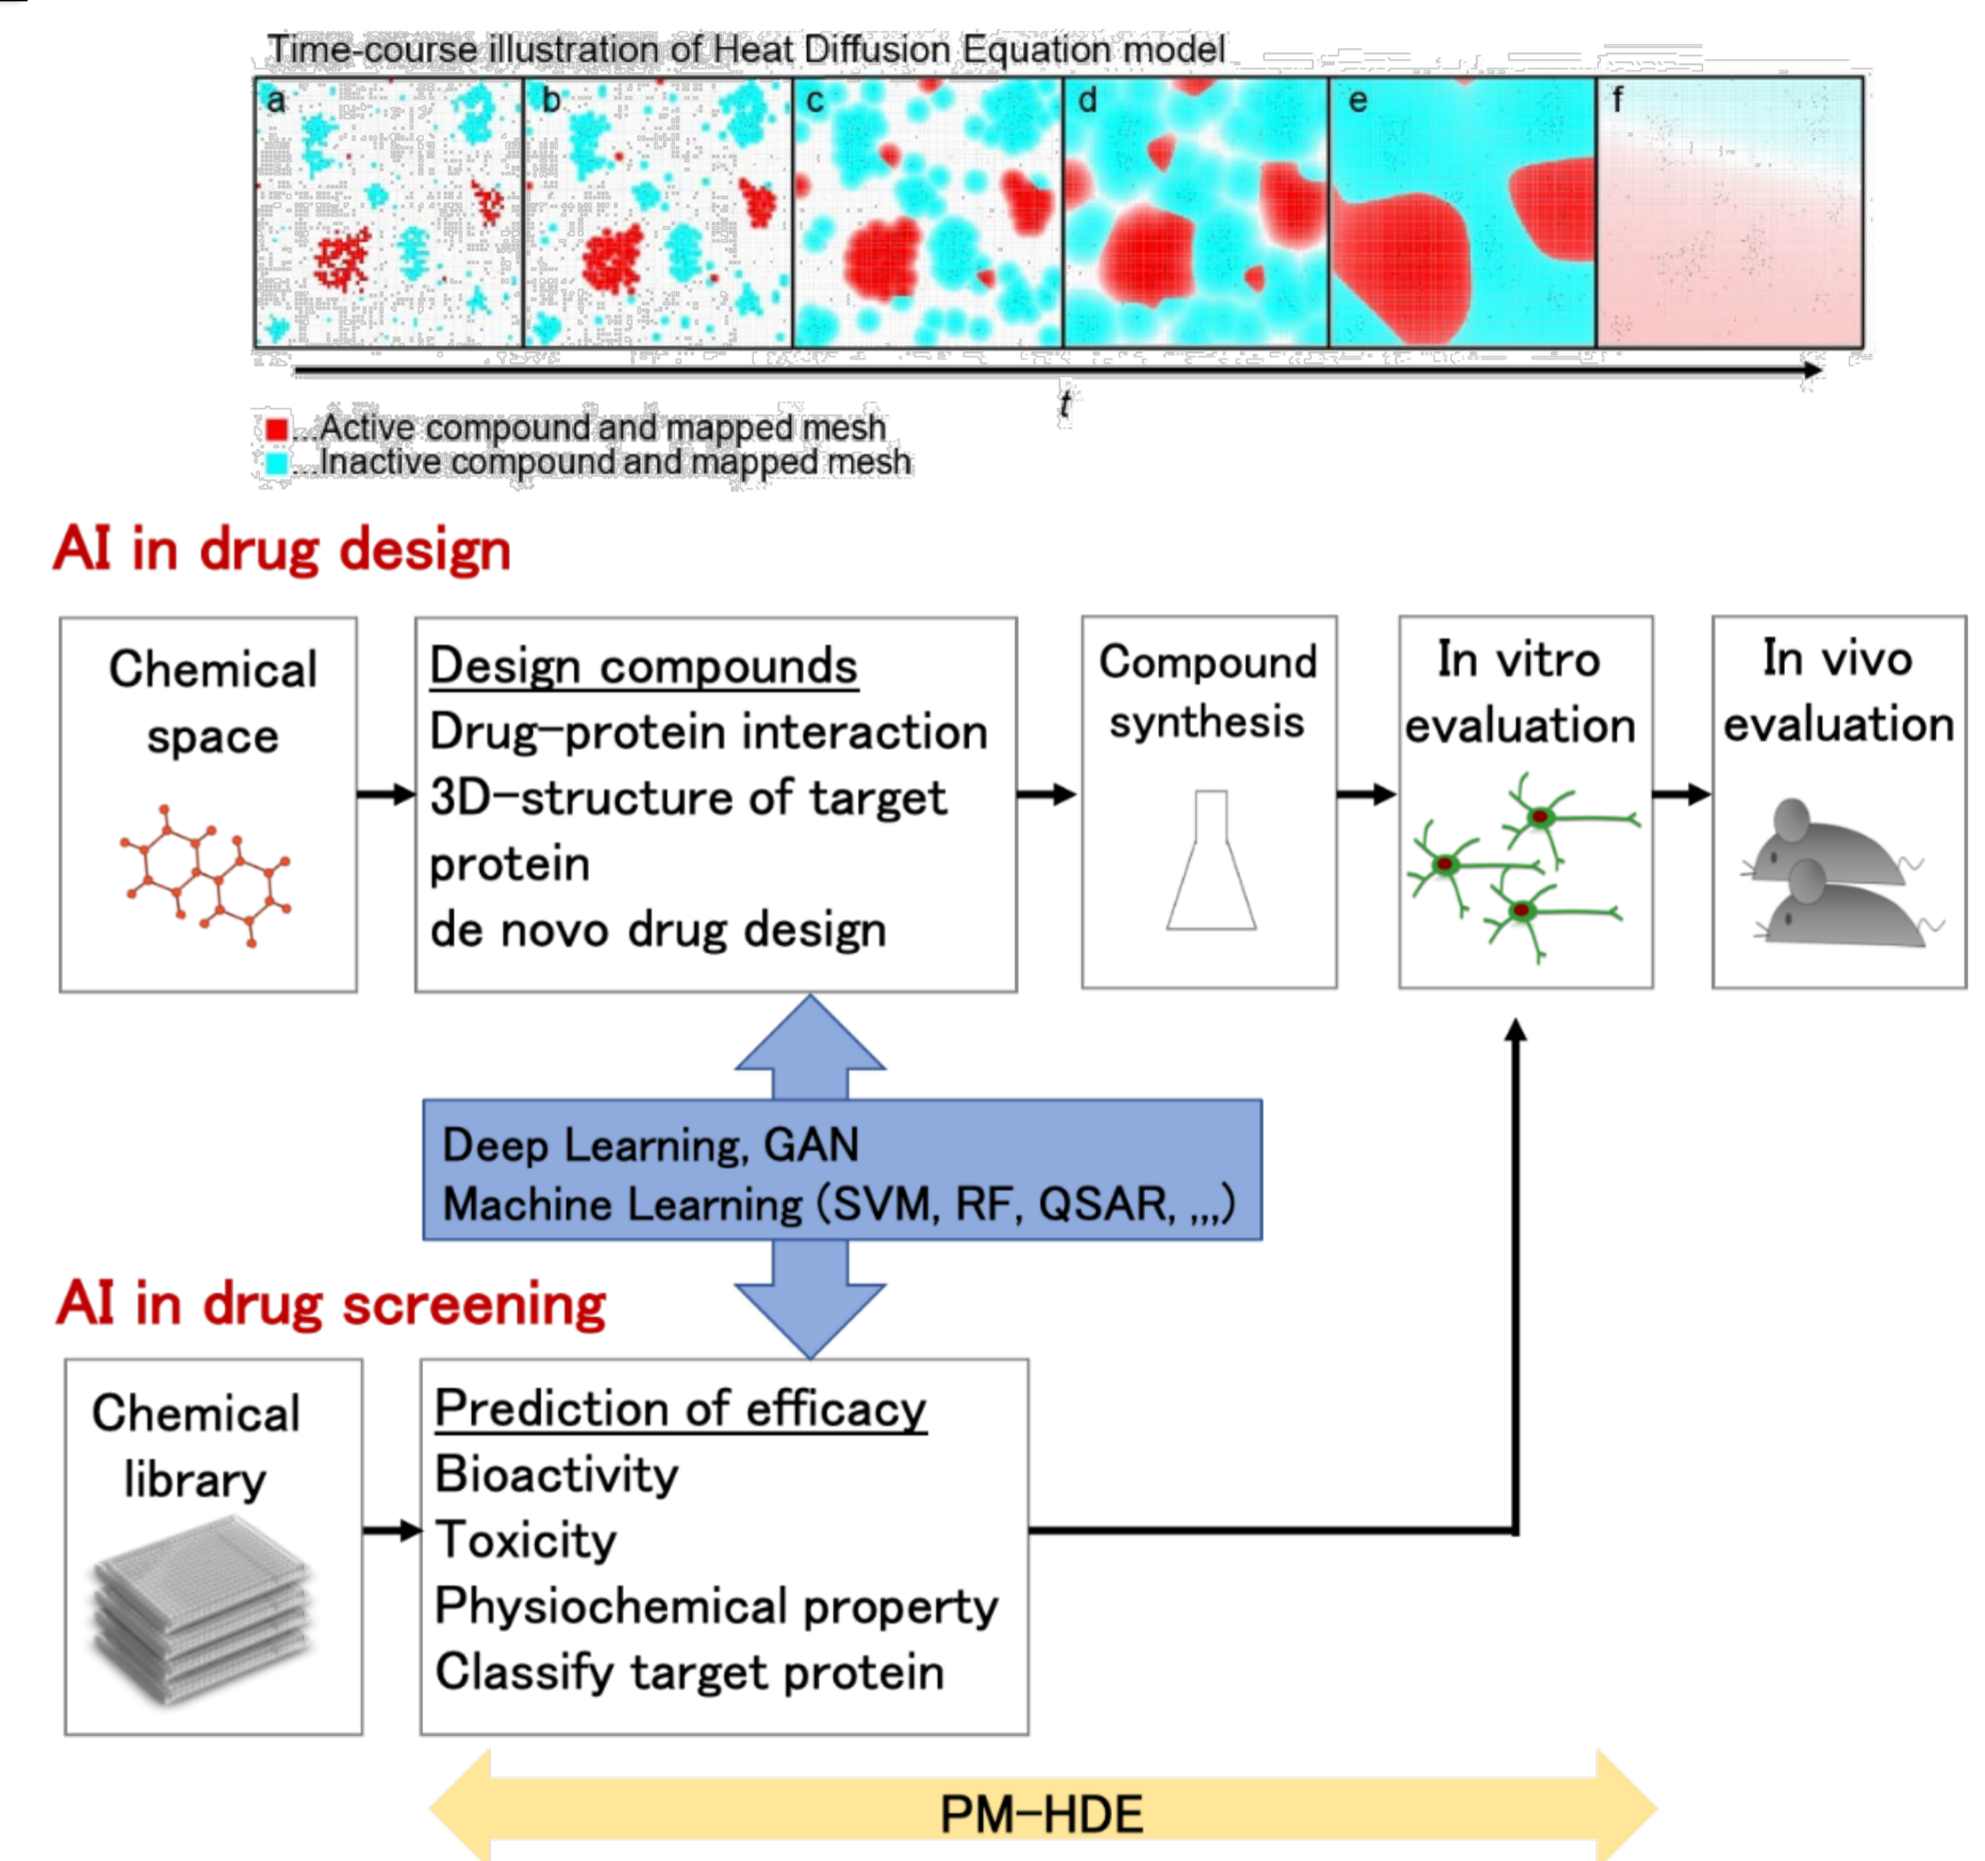 Time-course illustration of Heat Diffusion Equation model
a b c d e f
t
...Active compound and mapped mesh
...Inactive compound and mapped mesh
AI in drug design
Chemical
space
Design compounds
Drug-protein interaction
3D-structure of target
protein
de novo drug design
Compound
synthesis
In vitro
evaluation
In vivo
evaluation
Deep Learning, GAN
Machine Learning (SVM, RF, QSAR, ,,,)
AI in drug screening
Chemical
library
Prediction of efficacy
Bioactivity
Toxicity
Physiochemical property
Classify target protein
PM-HDE